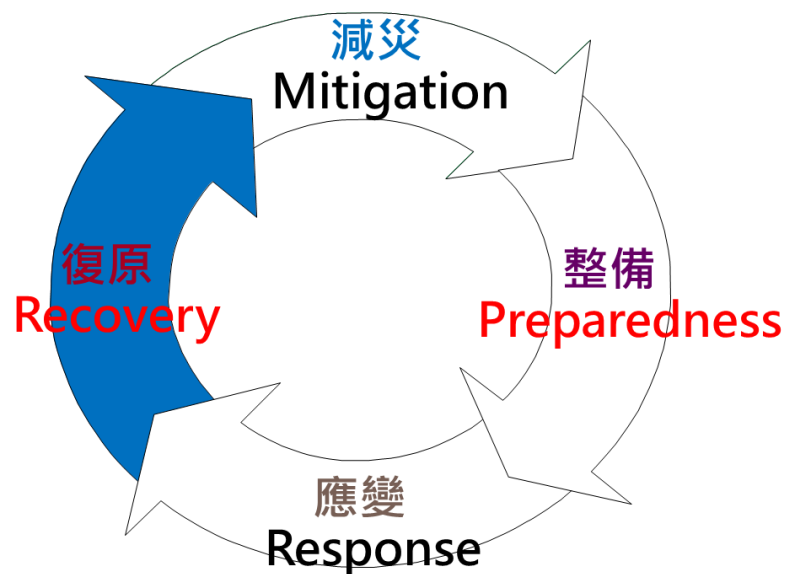 減災
Mitigation
整備
Preparedness
應變
Response
復原
Recovery